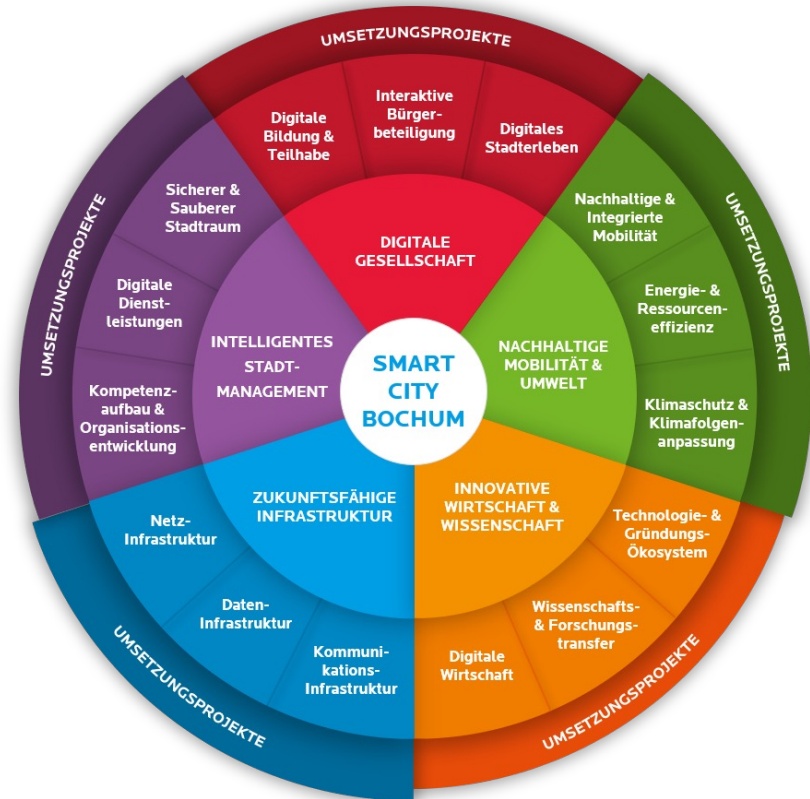 UMSETZUNGSPROJEKTE
Digitale
Bildung &
Teilhabe
Interaktive
Bürger-
beteiligung
Digitales
Stadterleben
DIGITALE
GESELLSCHAFT
UMSETZUNGSPROJEKTE
Nachhaltige &
Integrierte
Mobilität
Energie- &
Ressourcen-
effizienz
Klimaschutz &
Klimafolgen-
anpassung
NACHHALTIGE
MOBILITÄT &
UMWELT
UMSETZUNGSPROJEKTE
Technologie- &
Gründungs-
Ökosystem
Wissenschafts-
& Forschungs-
transfer
Digitale
Wirtschaft
INNOVATIVE
WIRTSCHAFT &
WISSENSCHAFT
UMSETZUNGSPROJEKTE
Kommuni-
kations-
Infrastruktur
Daten-
Infrastruktur
Netz-
Infrastruktur
ZUKUNFTSFÄHIGE
INFRASTRUKTUR
UMSETZUNGSPROJEKTE
Kompetenz-
aufbau &
Organisations-
entwicklung
Digitale
Dienst-
leistungen
Sicherer &
Sauberer
Stadtraum
INTELLIGENTES
STADT-
MANAGEMENT
SMART
CITY
BOCHUM